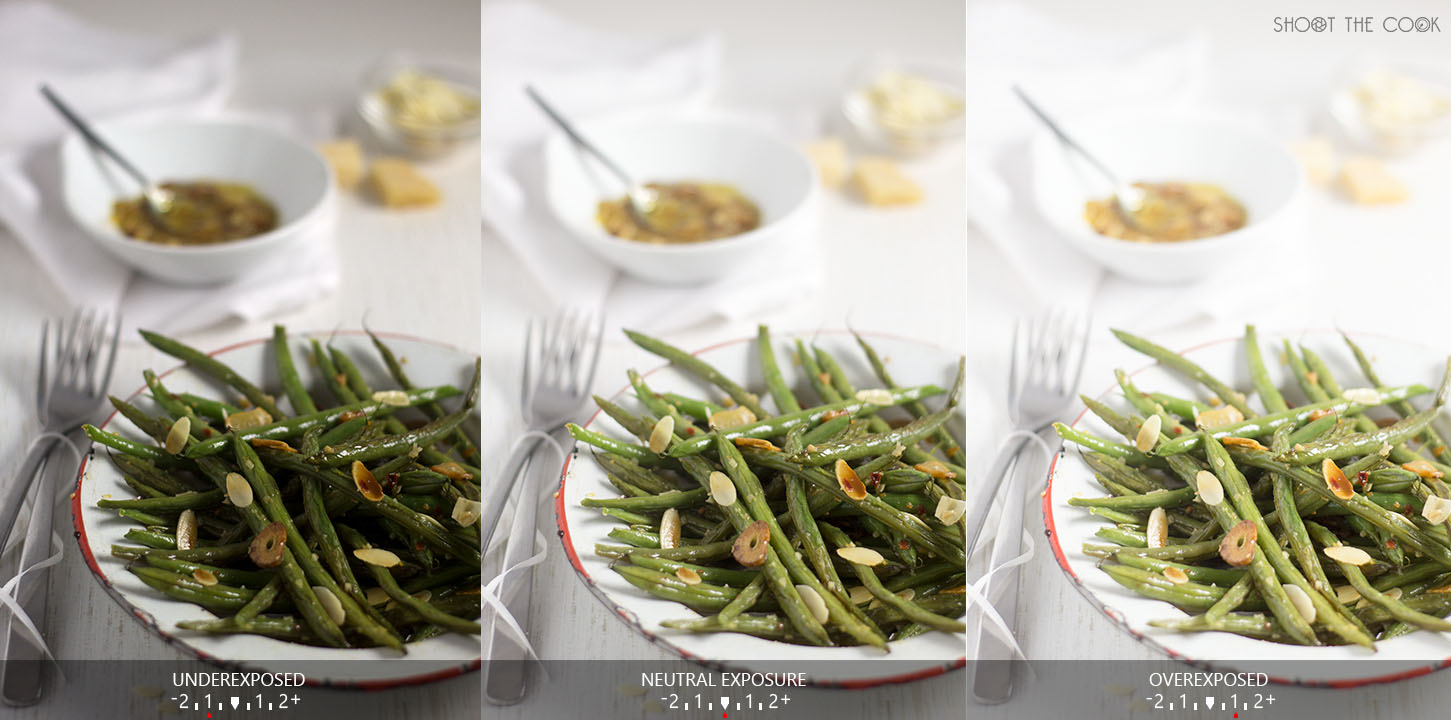 SHOOT THE COOK
UNDEREXPOSED
-2 1 1 2+
NEUTRAL EXPOSURE
-2 1 1 2+
OVEREXPOSED
-2 1 1 2+